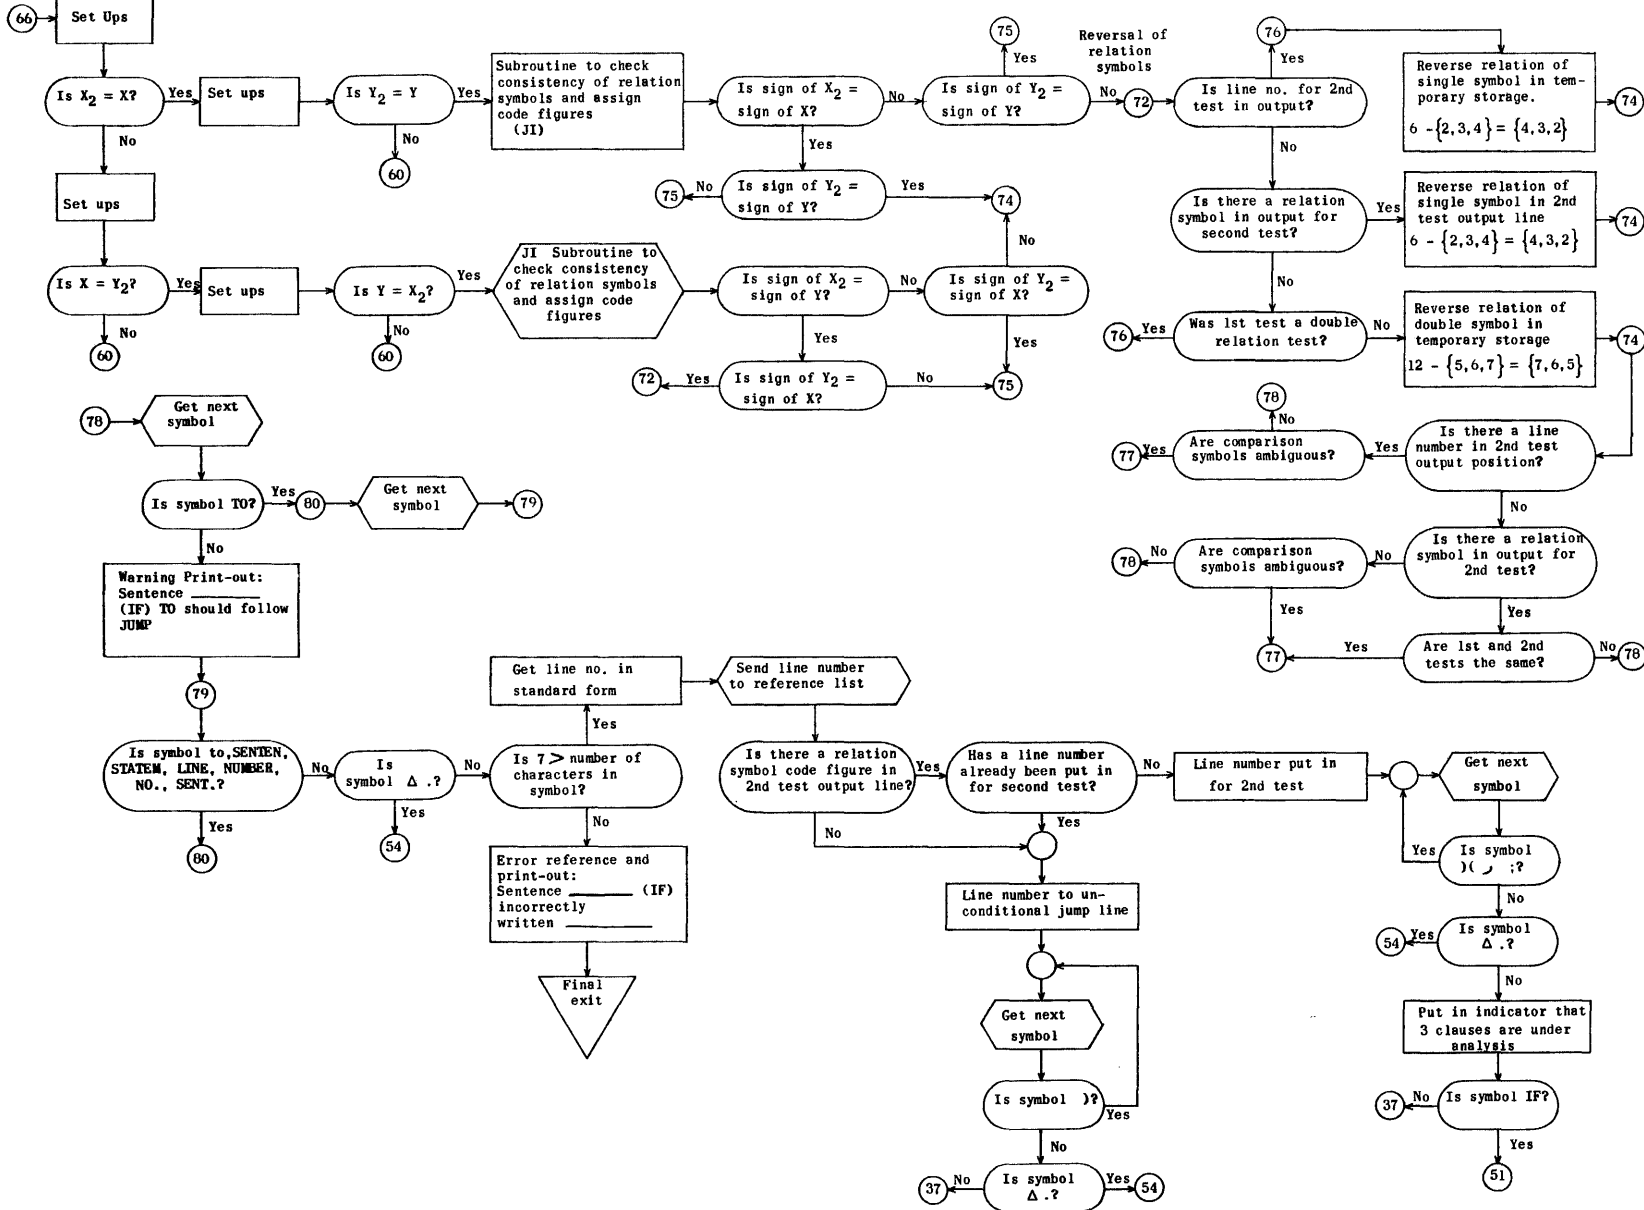 66
Set Ups
Is X₂ = X?
Yes
No
Set ups
Is Y₂ = Y
Yes
No
60
Subroutine to check
consistency of relation
symbols and assign
code figures
(JI)
Is sign of X₂ =
sign of X?
No
Yes
75
Yes
Is sign of Y₂ =
sign of Y?
No
Reversal of
relation
symbols
72
76
Yes
Is line no. for 2nd
test in output?
No
Reverse relation of
single symbol in tem-
porary storage.
6 -{2,3,4} = {4,3,2}
74
Set ups
75
No
Is sign of Y₂ =
sign of Y?
Yes
74
No
Is there a relation
symbol in output for
second test?
Yes
No
Reverse relation of
single symbol in 2nd
test output line
6 - {2,3,4} = {4,3,2}
74
Is X = Y₂?
Yes
No
60
Set ups
Is Y = X₂?
Yes
No
60
JI Subroutine to
check consistency
of relation symbols
and assign code
figures
Is sign of X₂ =
sign of Y?
No
Yes
Is sign of Y₂ =
sign of X?
Yes
72
Yes
Is sign of Y₂ =
sign of X?
No
75
76
Yes
Was 1st test a double
relation test?
No
Reverse relation of
double symbol in
temporary storage
12 - {5,6,7} = {7,6,5}
74
78
No
77
Yes
Are comparison
symbols ambiguous?
Yes
Is there a line
number in 2nd test
output position?
No
78
No
Are comparison
symbols ambiguous?
Yes
No
Is there a relation
symbol in output for
2nd test?
Yes
77
Yes
Are 1st and 2nd
tests the same?
No
78
78
Get next
symbol
Is symbol TO?
Yes
80
Get next
symbol
79
No
Warning Print-out:
Sentence ________
(IF) TO should follow
JUMP
79
Is symbol to,SENTEN,
STATEM, LINE, NUMBER,
NO., SENT.?
No
Yes
80
Is
symbol Δ .?
No
Yes
54
Get line no. in
standard form
Yes
Is 7 > number of
characters in
symbol?
No
Error reference and
print-out:
Sentence ________ (IF)
incorrectly
written ____________
Final
exit
Send line number
to reference list
Is there a relation
symbol code figure in
2nd test output line?
Yes
No
Has a line number
already been put in
for second test?
No
Yes
Line number to un-
conditional jump line
Get next
symbol
Is symbol )?
Yes
No
37
No
Is symbol
Δ .?
Yes
54
Line number put in
for 2nd test
Get next
symbol
Yes
Is symbol
)( , ;?
No
54
Yes
Is symbol
Δ .?
No
Put in indicator that
3 clauses are under
analysis
37
No
Is symbol IF?
Yes
51